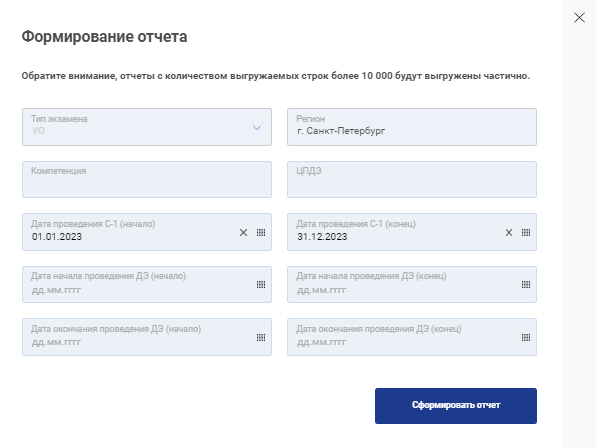 Формирование отчета
Обратите внимание, отчеты с количеством выгружаемых строк более 10 000 будут выгружены частично.
Тип экзамена
УО
Регион
г. Санкт-Петербург
Компетенция
ЦПДЭ
Дата проведения С-1 (начало)
01.01.2023
Дата проведения С-1 (конец)
31.12.2023
Дата начала проведения ДЭ (начало)
дд.мм.гггг
Дата начала проведения ДЭ (конец)
дд.мм.гггг
Дата окончания проведения ДЭ (начало)
дд.мм.гггг
Дата окончания проведения ДЭ (конец)
дд.мм.гггг
Сформировать отчет